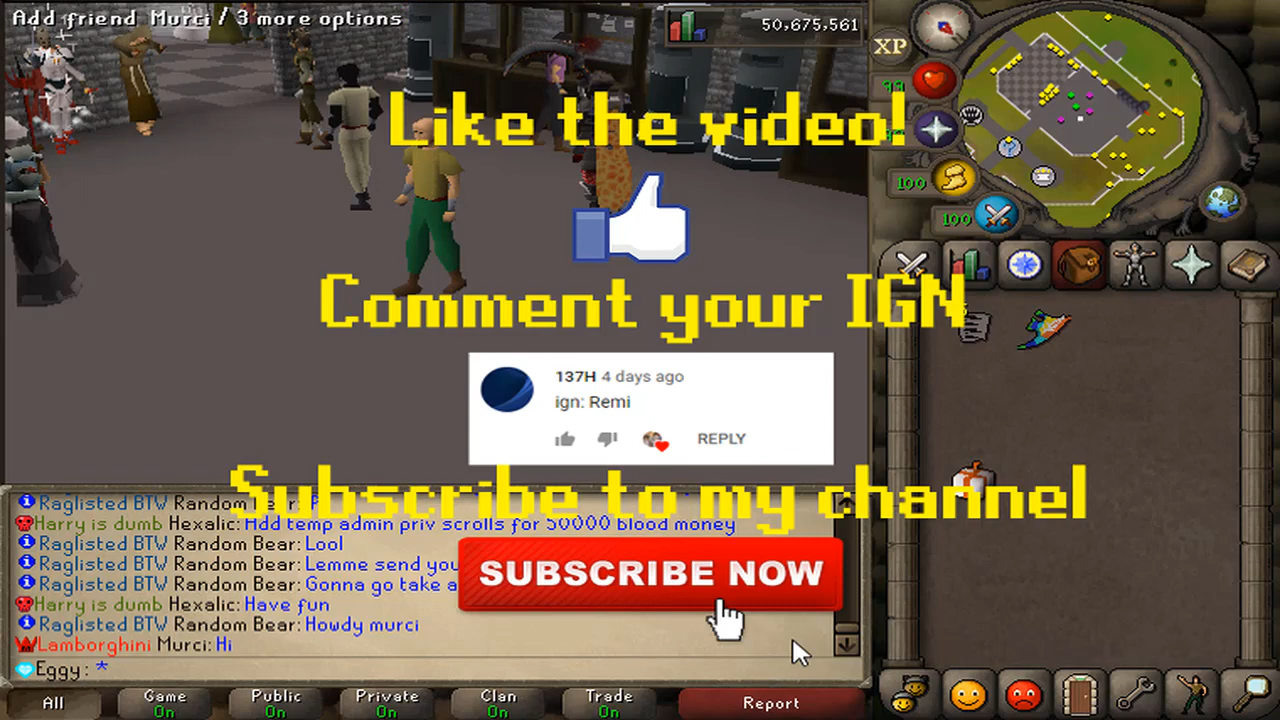 Add friend Murci / 3 more options
50,675,561
XP
Like the video!
100
100
Comment your IGN
137H 4 days ago
ign: Remi
REPLY
Subscribe to my channel
Raglisted BTW Random Bear:
Harry is dumb Hexalic: Add temp admin priv scrolls for 50000 blood money
Raglisted BTW Random Bear: Lool
Raglisted BTW Random Bear: Lemme send you
Raglisted BTW Random Bear: Gonna go take a
Harry is dumb Hexalic: Have fun
Raglisted BTW Random Bear: Howdy murci
Lamborghini Murci: Hi
Eggy: *
SUBSCRIBE NOW
All
Game
On
Public
On
Private
On
Clan
On
Trade
On
Report